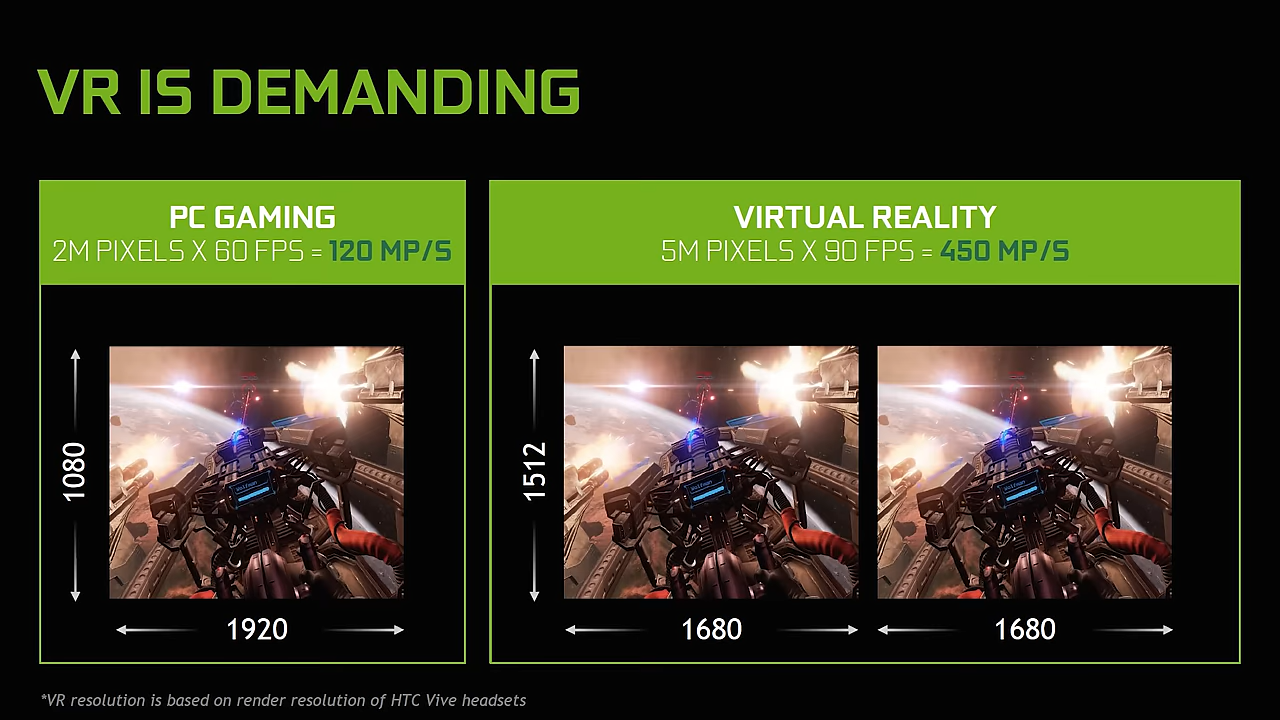 VR IS DEMANDING
PC GAMING
2M PIXELS X 60 FPS = 120 MP/S
1080
1920
VIRTUAL REALITY
5M PIXELS X 90 FPS = 450 MP/S
1512
1680
1680
*VR resolution is based on render resolution of HTC Vive headsets